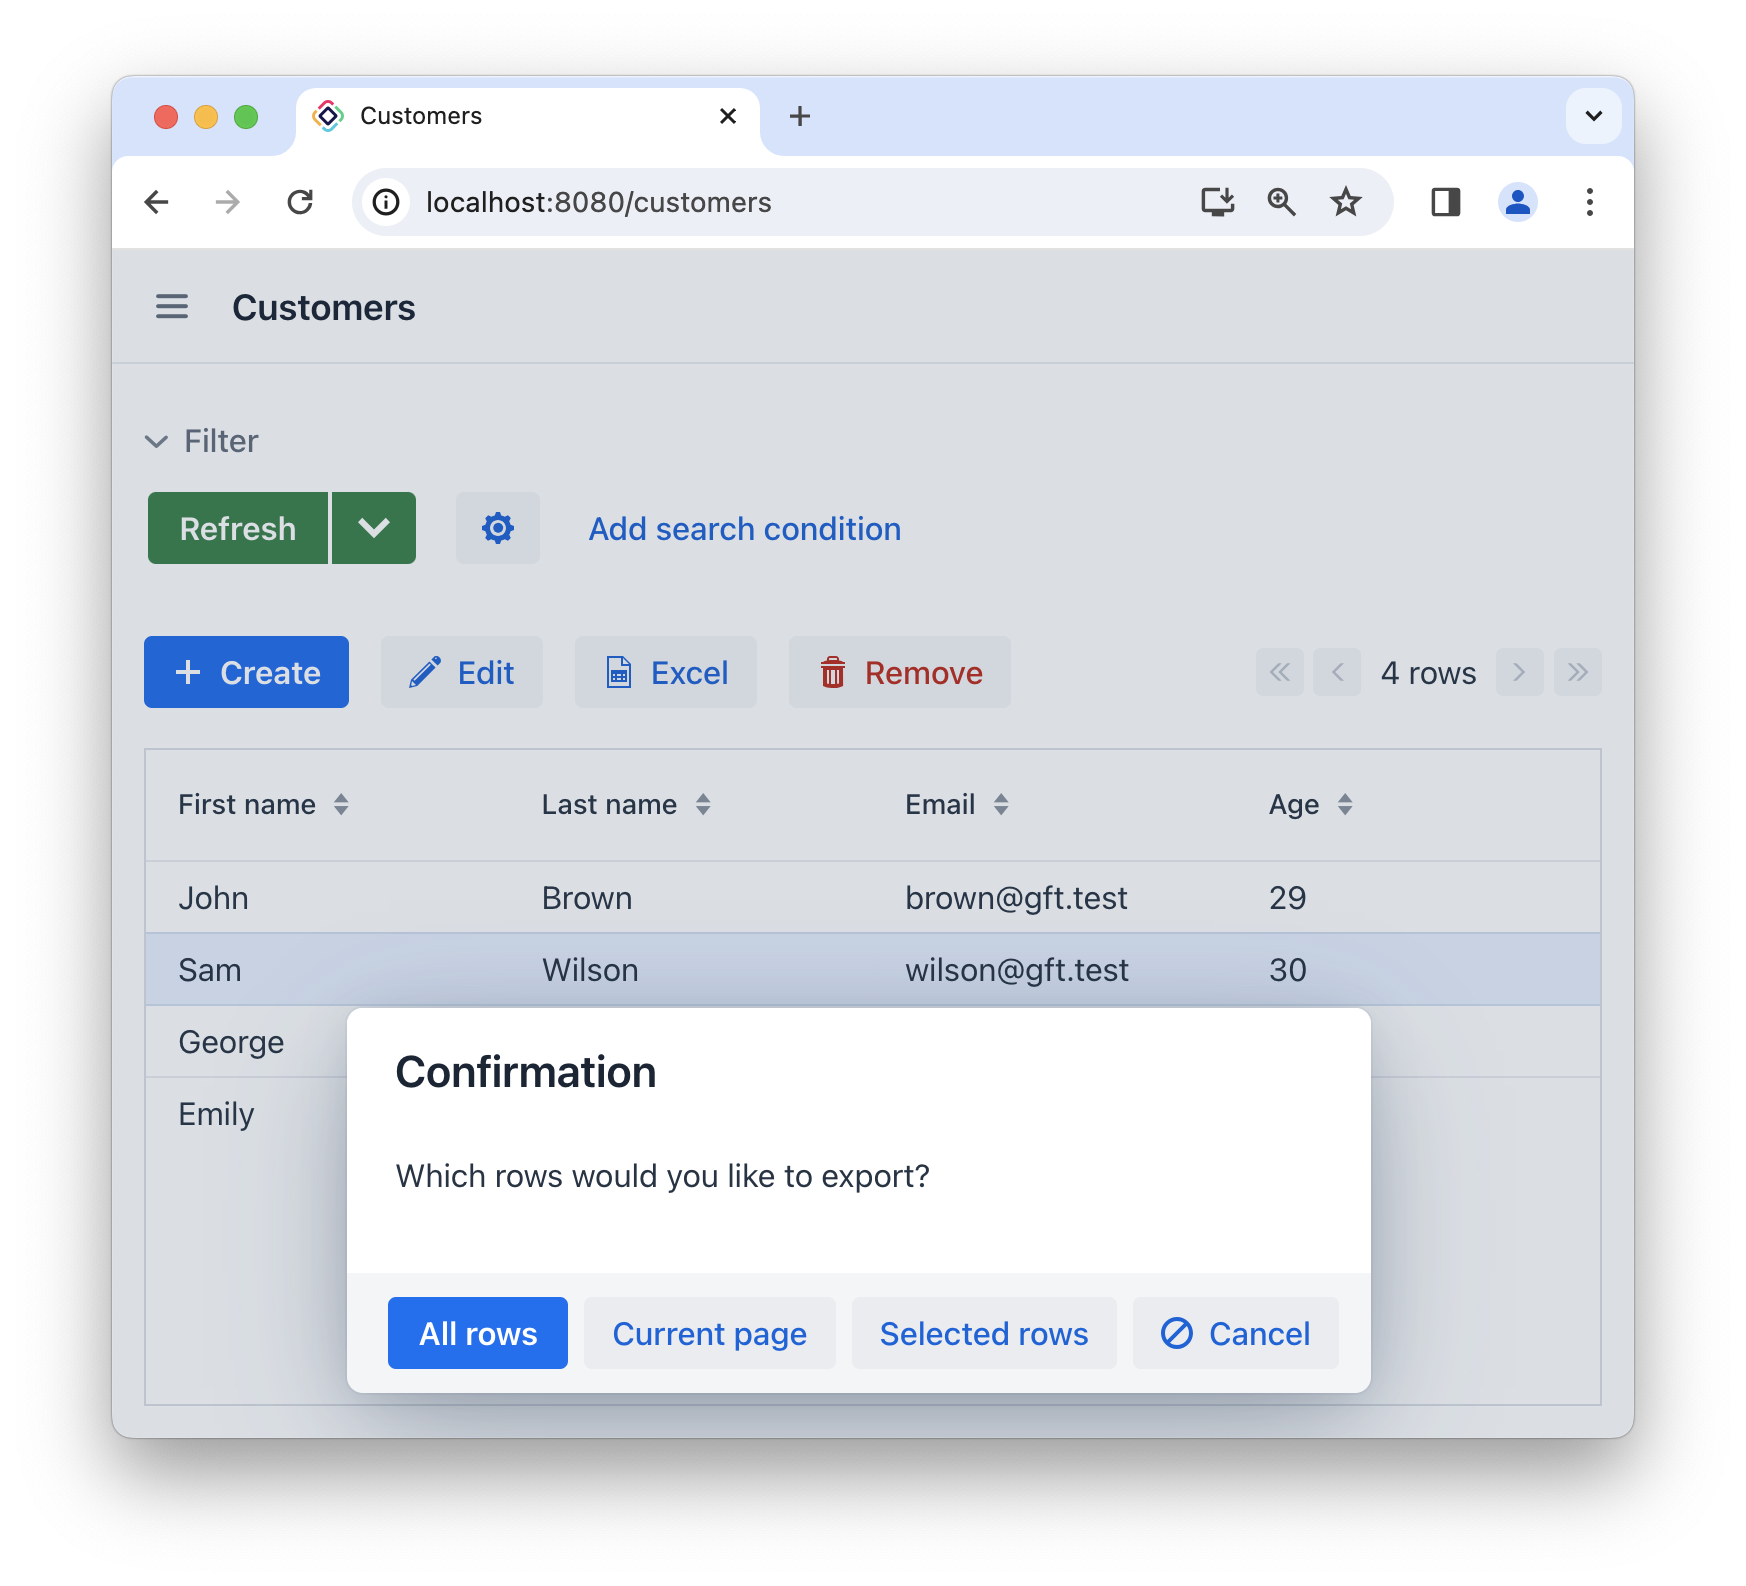 Customers
localhost:8080/customers
Customers
Filter
Refresh Add search condition
Create Edit Excel Remove 4 rows
First name Last name Email Age
John Brown brown@gft.test 29
Sam Wilson wilson@gft.test 30
George
Emily
Confirmation
Which rows would you like to export?
All rows Current page Selected rows Cancel